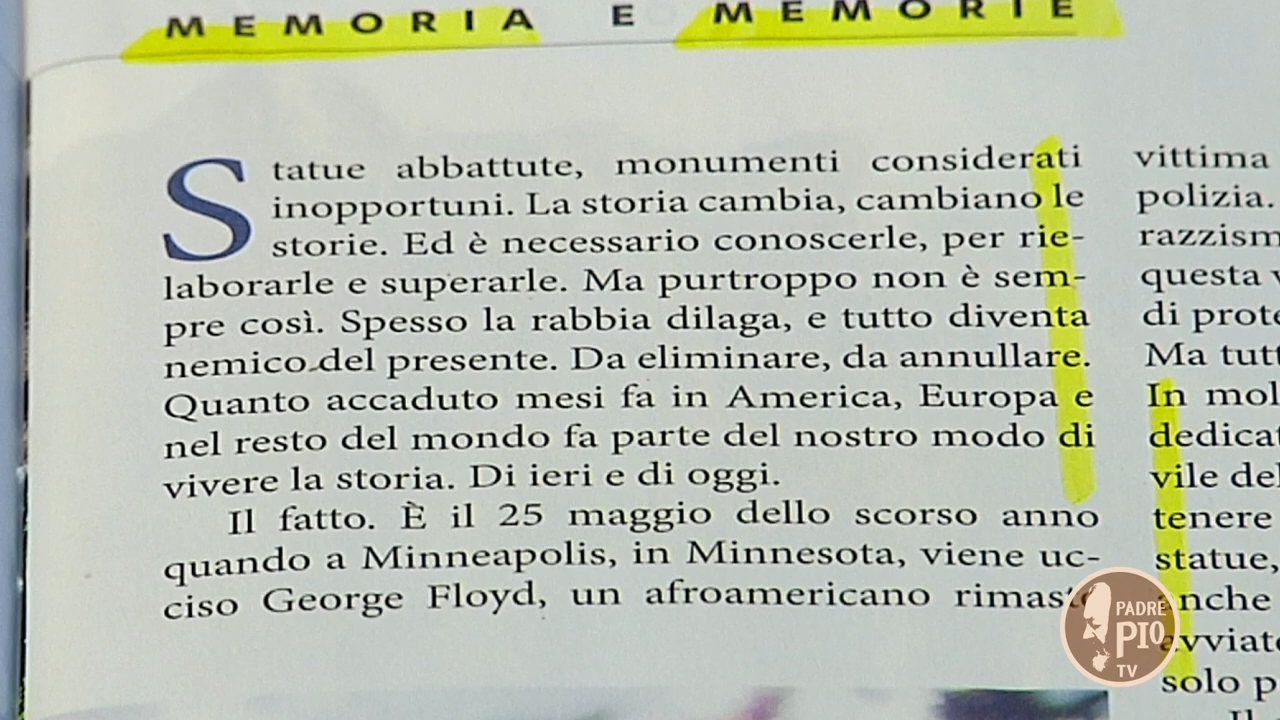 MEMORIA E MEMORIE
Statue abbattute, monumenti considerati
inopportuni. La storia cambia, cambiano le
storie. Ed è necessario conoscerle, per rie-
laborarle e superarle. Ma purtroppo non è sem-
pre così. Spesso la rabbia dilaga, e tutto diventa
nemico del presente. Da eliminare, da annullare.
Quanto accaduto mesi fa in America, Europa e
nel resto del mondo fa parte del nostro modo di
vivere la storia. Di ieri e di oggi.
Il fatto. È il 25 maggio dello scorso anno
quando a Minneapolis, in Minnesota, viene uc-
ciso George Floyd, un afroamericano rimasto
vittima
polizia.
razzism
questa v
di prote
Ma tutt
In mol
dedicat
vile del
tenere
statue,
anche
avviato
solo p
Il
PADRE
PIO
TV